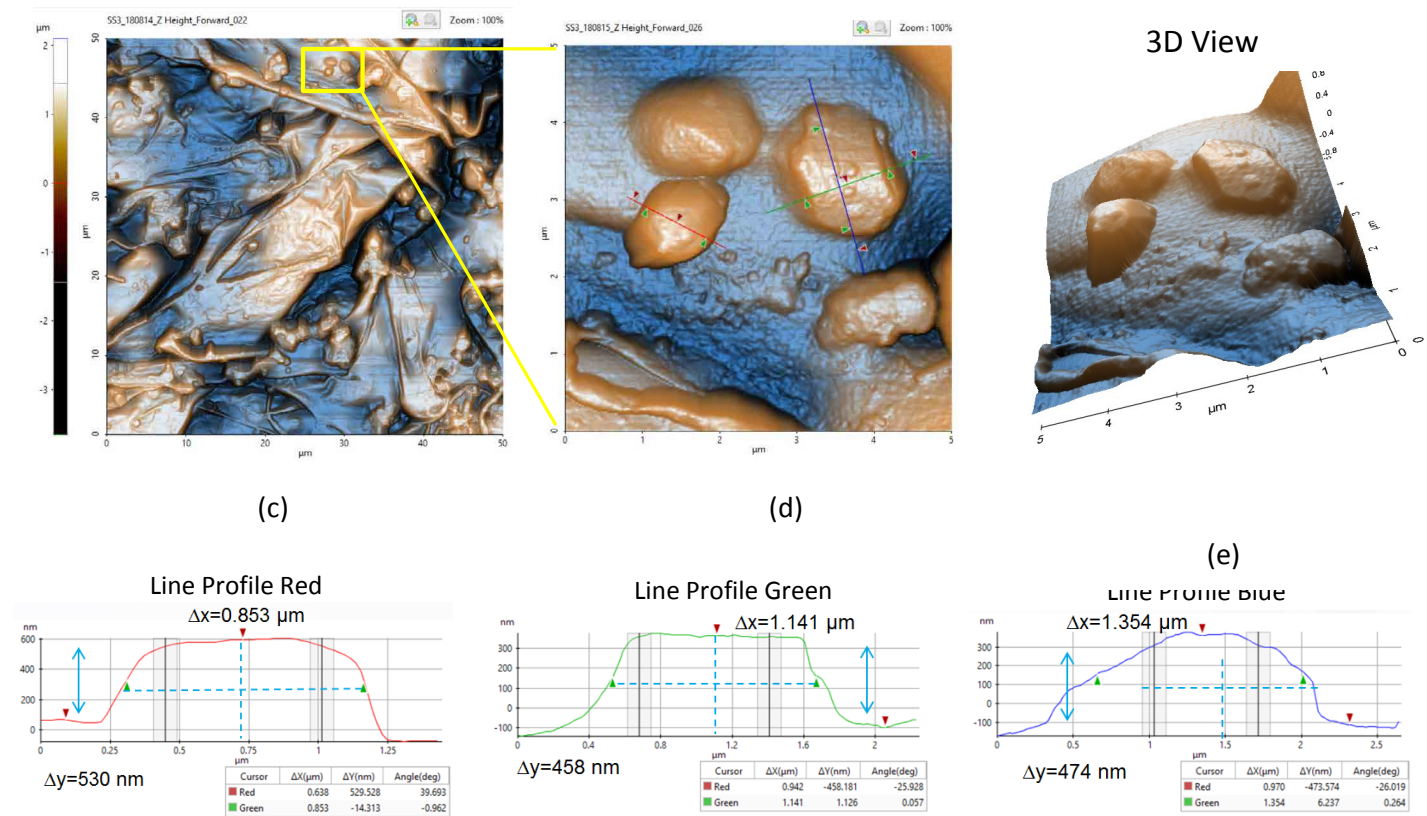 SS3_180814_Z Height_Forward_022
Zoom : 100%
µm
2
1
0
-1
-2
-3
50
40
30
20
10
0
µm
0 10 20 30 40 50
µm
(c)
SS3_180815_Z Height_Forward_026
Zoom : 100%
5
4
3
2
1
0
µm
0 1 2 3 4 5
µm
(d)
3D View
0.8
0.4
0
-0.4
-0.8
4
3
2
1
0
µm
5 4 3 2 1 0
µm
(e)
Line Profile Red
Δx=0.853 µm
nm
600
400
200
0
0 0.25 0.5 0.75 1 1.25
µm
Δy=530 nm
Cursor ΔX(µm) ΔY(nm) Angle(deg)
Red 0.638 529.528 39.693
Green 0.853 -14.313 -0.962
Line Profile Green
Δx=1.141 µm
nm
300
200
100
0
-100
0 0.4 0.8 1.2 1.6 2
µm
Δy=458 nm
Cursor ΔX(µm) ΔY(nm) Angle(deg)
Red 0.942 -458.181 -25.928
Green 1.141 1.126 0.057
Line Profile Blue
Δx=1.354 µm
nm
300
200
100
0
-100
0 0.5 1 1.5 2 2.5
µm
Δy=474 nm
Cursor ΔX(µm) ΔY(nm) Angle(deg)
Red 0.970 -473.574 -26.019
Green 1.354 6.237 0.264